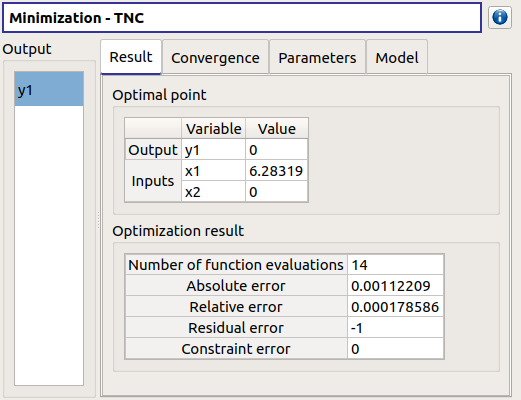 Minimization - TNC
Output
y1
Result Convergence Parameters Model
Optimal point
Variable Value
Output y1 0
Inputs x1 6.28319
x2 0
Optimization result
Number of function evaluations 14
Absolute error 0.00112209
Relative error 0.000178586
Residual error -1
Constraint error 0